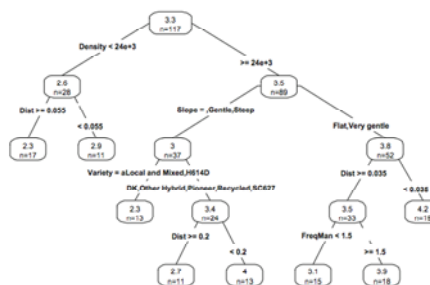 3.3
n=117
Density < 24e+3
>= 24e+3
2.6
n=28
3.5
n=89
Dist >= 0.055
< 0.055
Slope = ,Gentle,Steep
Flat,Very gentle
2.3
n=17
2.9
n=11
3
n=37
3.8
n=52
Variety = aLocal and Mixed,H614D
DK,Other Hybrid,Pioneer,Recycled,SC627
Dist >= 0.035
< 0.035
2.3
n=13
3.4
n=24
3.5
n=33
4.2
Dist >= 0.2
< 0.2
FreqMan < 1.5
>= 1.5
2.7
n=11
4
n=13
3.1
n=15
3.9
n=18